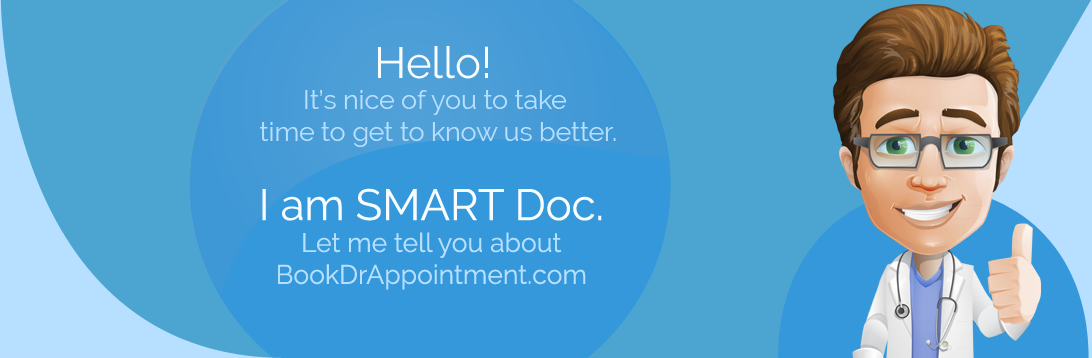 Hello!
It's nice of you to take
time to get to know us better.
I am SMART Doc.
Let me tell you about
BookDrAppointment.com